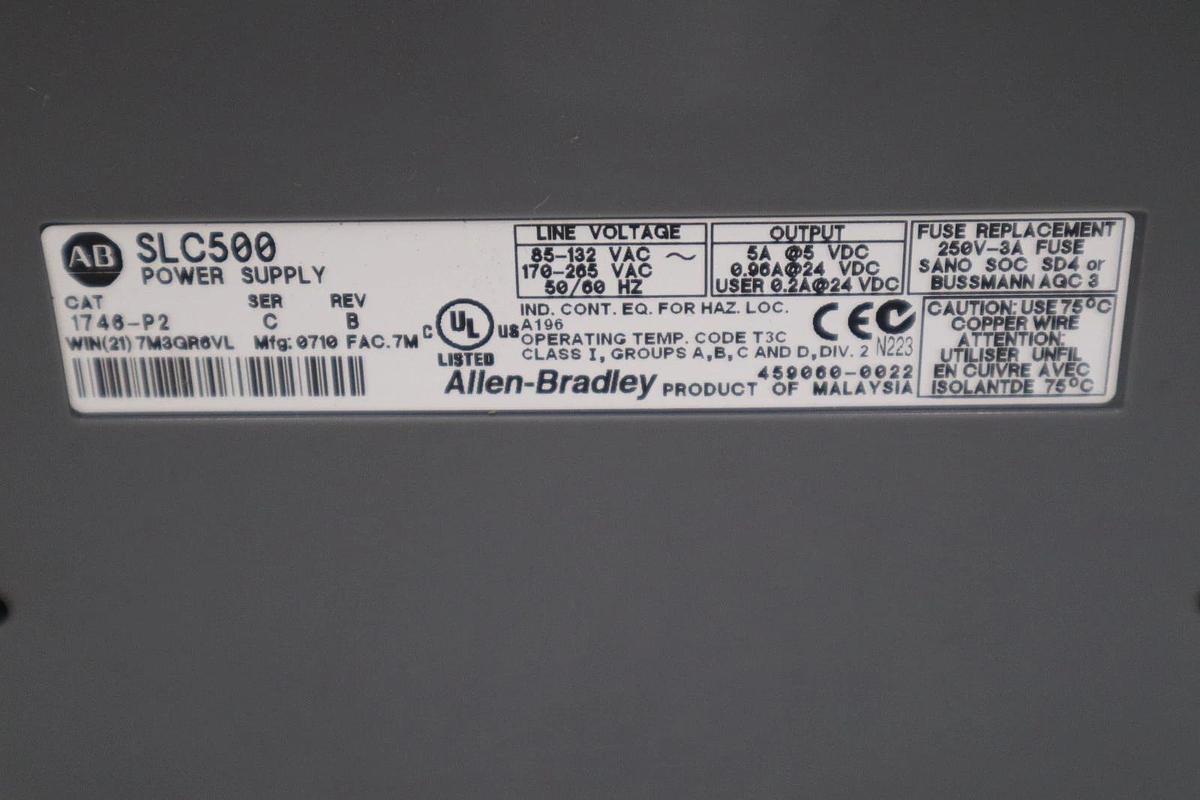 AB SLC500
POWER SUPPLY
CAT SER REV
1746-P2 C B
WIN(21) 7M3QR6VL Mfg: 0710 FAC.7M
C UL US
LISTED
LINE VOLTAGE
85-132 VAC ~
170-265 VAC
50/60 HZ
OUTPUT
5A @5 VDC
0.96A@24 VDC
USER 0.2A@24 VDC
FUSE REPLACEMENT
250V-3A FUSE
SANO SOC SD4 or
BUSSMANN AGC 3
IND. CONT. EQ. FOR HAZ. LOC.
A196
OPERATING TEMP. CODE T3C
CLASS I, GROUPS A, B, C AND D, DIV. 2
CE
N223
459060-0022
Allen-Bradley PRODUCT OF MALAYSIA
CAUTION: USE 75°C
COPPER WIRE
ATTENTION:
UTILISER UNFIL
EN CUIVRE AVEC
ISOLANTDE 75°C